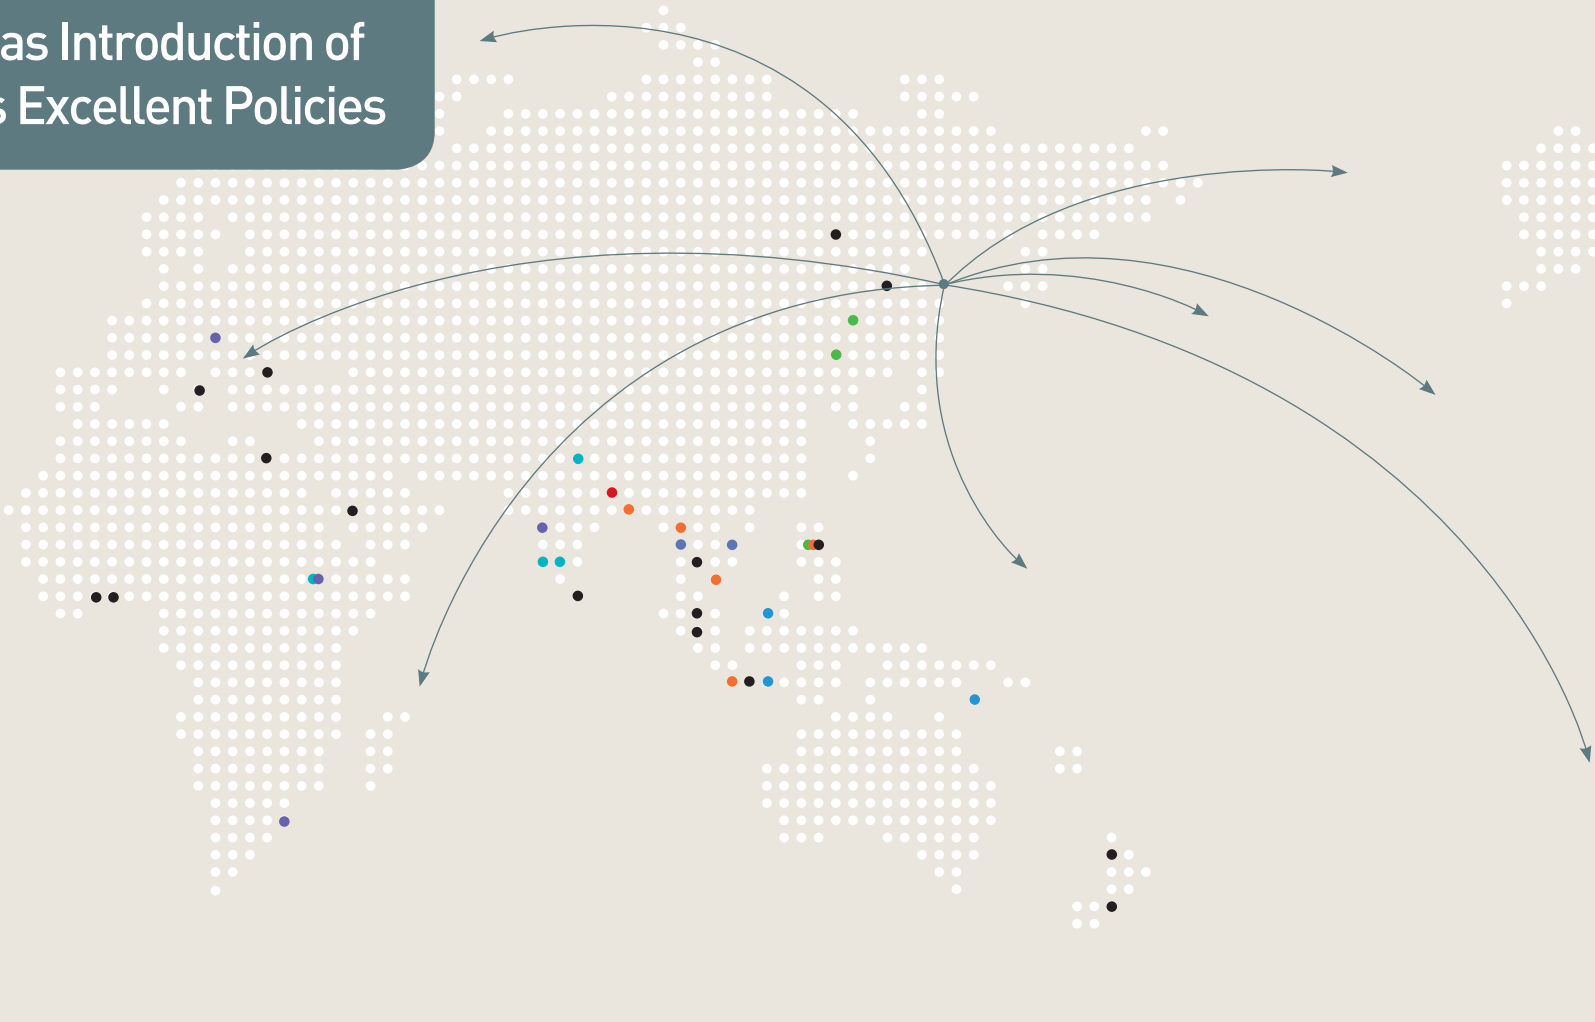 as Introduction of
s Excellent Policies